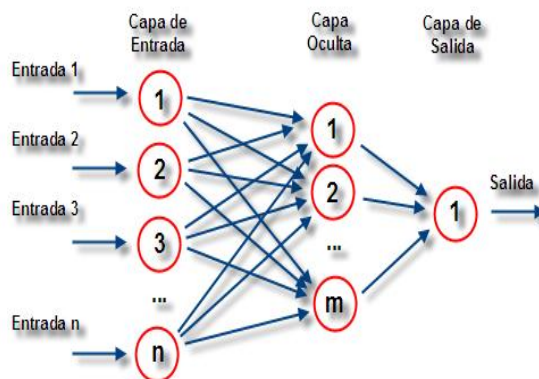 Capa de
Entrada
Capa
Oculta
Capa de
Salida
Entrada 1
Entrada 2
Entrada 3
Entrada n
1
2
3
...
n
1
2
...
m
1
Salida